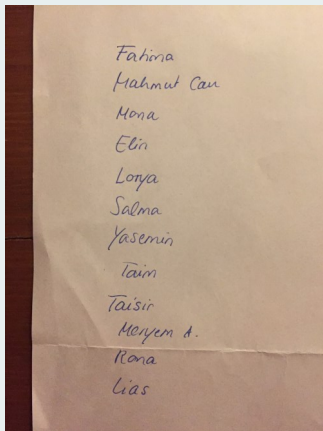 Fatima
Mahmut Can
Mona
Elin
Lorya
Salma
Yasemin
Taim
Taisir
Meryem A.
Rana
Lias